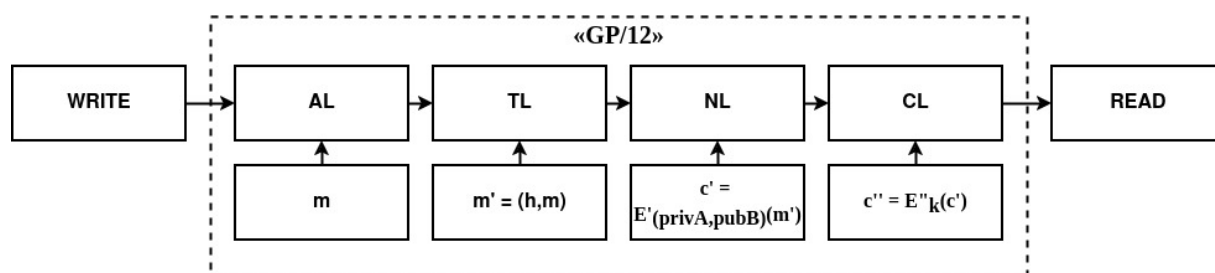 «GP/12»
WRITE
AL
TL
NL
CL
READ
m
m' = (h,m)
c' =
E'(privA,pubB)(m')
c'' = E"k(c')